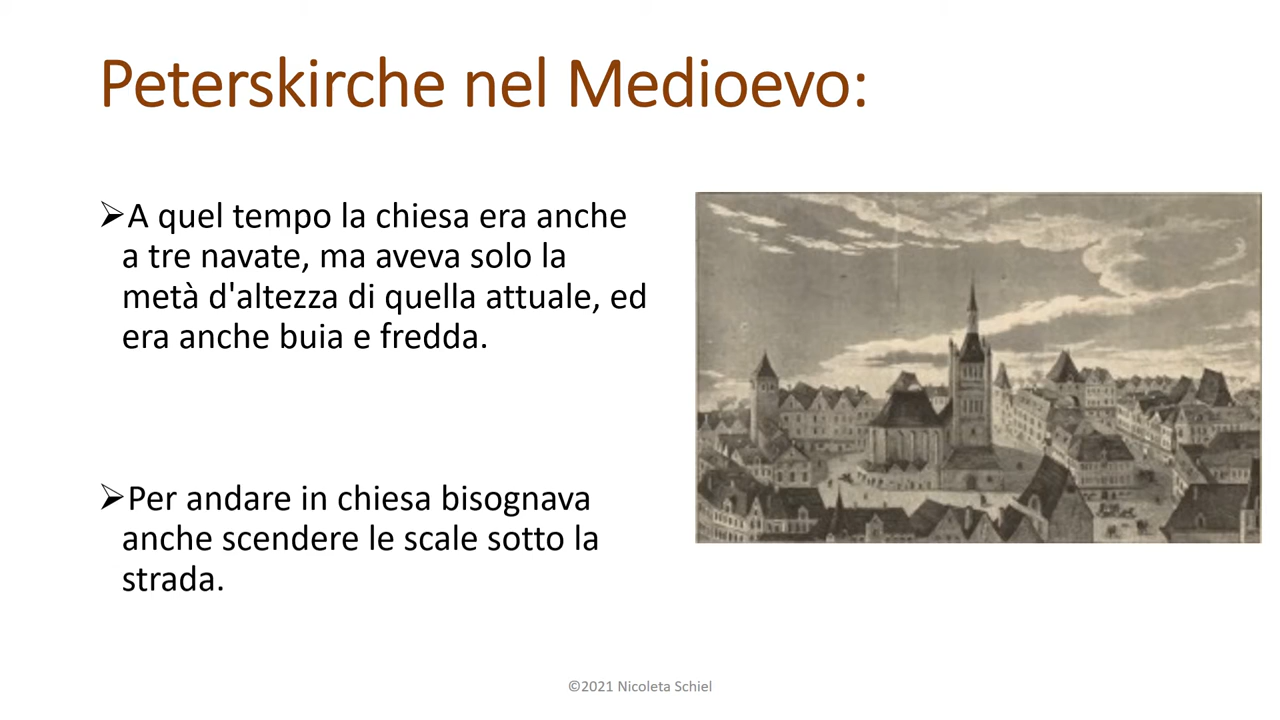 Peterskirche nel Medioevo:
➢A quel tempo la chiesa era anche
a tre navate, ma aveva solo la
metà d'altezza di quella attuale, ed
era anche buia e fredda.
➢Per andare in chiesa bisognava
anche scendere le scale sotto la
strada.
©2021 Nicoleta Schiel